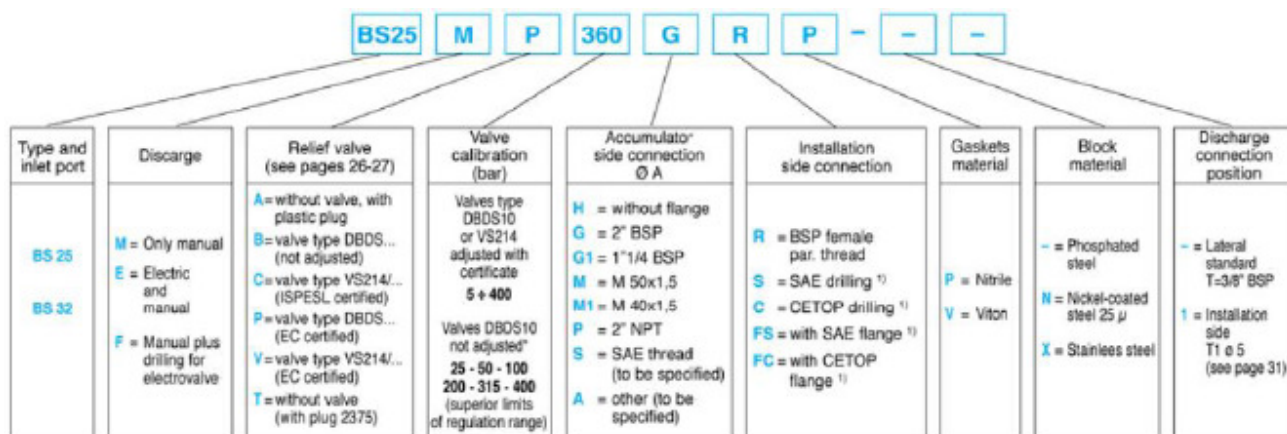 BS25 M P 360 G R P - - -
Type and
inlet port
BS 25
BS 32
Discarge
M = Only manual
E = Electric
and
manual
F = Manual plus
drilling for
electrovalve
Relief valve
(see pages 26-27)
A= without valve, with
plastic plug
B= valve type DBDS...
(not adjusted)
C= valve type VS214/...
(ISPESL certified)
P= valve type DBDS...
(EC certified)
V= valve type VS214/...
(EC certified)
T= without valve
(with plug 2375)
Valve
calibration
(bar)
Valves type
DBDS10
or VS214
adjusted with
certificate
5 ÷ 400
Valves DBDS10
not adjusted"
25 - 50 - 100
200 - 315 - 400
(superior limits
of regulation range)
Accumulator
side connection
Ø A
H = without flange
G = 2" BSP
G1 = 1"1/4 BSP
M = M 50x1,5
M1 = M 40x1,5
P = 2" NPT
S = SAE thread
(to be specified)
A = other (to be
specified)
Installation
side connection
R = BSP female
par. thread
S = SAE drilling ¹⁾
C = CETOP drilling ¹⁾
FS = with SAE flange ¹⁾
FC = with CETOP
flange ¹⁾
Gaskets
material
P = Nitrile
V = Viton
Block
material
– = Phosphated
steel
N = Nickel-coated
steel 25 µ
X = Stainlees steel
Discharge
connection
position
– = Lateral
standard
T=3/8" BSP
1 = Installation
side
T1 ø 5
(see page 31)